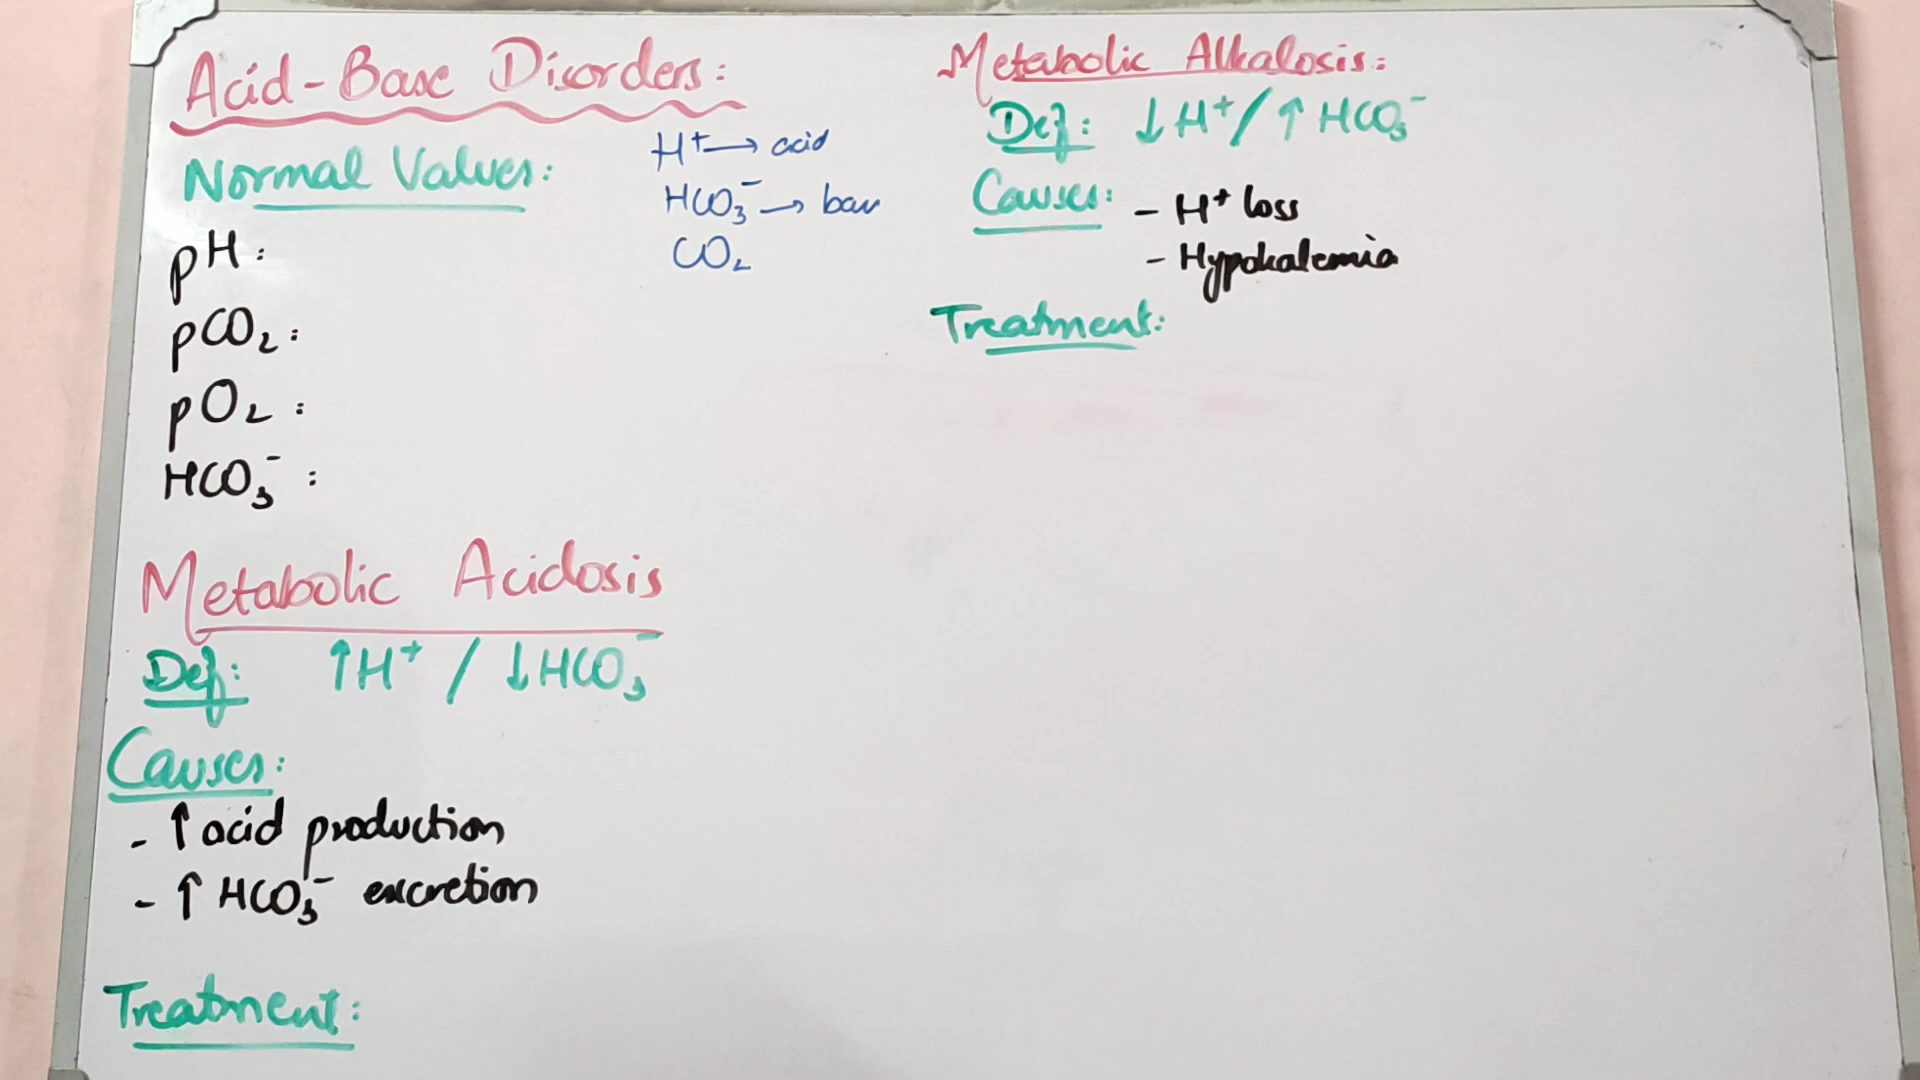 Acid-Base Disorders:
Normal Values:
H⁺ → acid
HCO₃⁻ → base
CO₂
pH:
pCO₂:
pO₂:
HCO₃⁻:
Metabolic Acidosis
Def: ↑H⁺ / ↓HCO₃⁻
Causes:
- ↑ acid production
- ↑ HCO₃⁻ excretion
Treatment:
Metabolic Alkalosis:
Def: ↓H⁺/↑HCO₃⁻
Causes: - H⁺ loss
- Hypokalemia
Treatment: